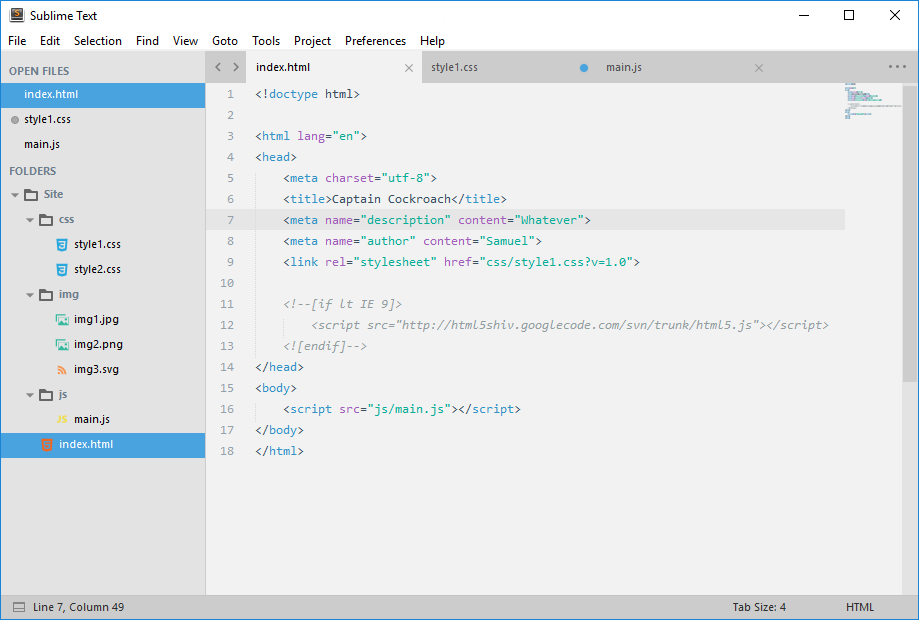 Sublime Text
File Edit Selection Find View Goto Tools Project Preferences Help
OPEN FILES
index.html
style1.css
main.js
FOLDERS
Site
css
style1.css
style2.css
img
img1.jpg
img2.png
img3.svg
js
JS main.js
index.html
index.html style1.css main.js
1 <!doctype html>
2
3 <html lang="en">
4 <head>
5 <meta charset="utf-8">
6 <title>Captain Cockroach</title>
7 <meta name="description" content="Whatever">
8 <meta name="author" content="Samuel">
9 <link rel="stylesheet" href="css/style1.css?v=1.0">
10
11 <!--[if lt IE 9]>
12 <script src="http://html5shiv.googlecode.com/svn/trunk/html5.js"></script>
13 <![endif]-->
14 </head>
15 <body>
16 <script src="js/main.js"></script>
17 </body>
18 </html>
Line 7, Column 49 Tab Size: 4 HTML